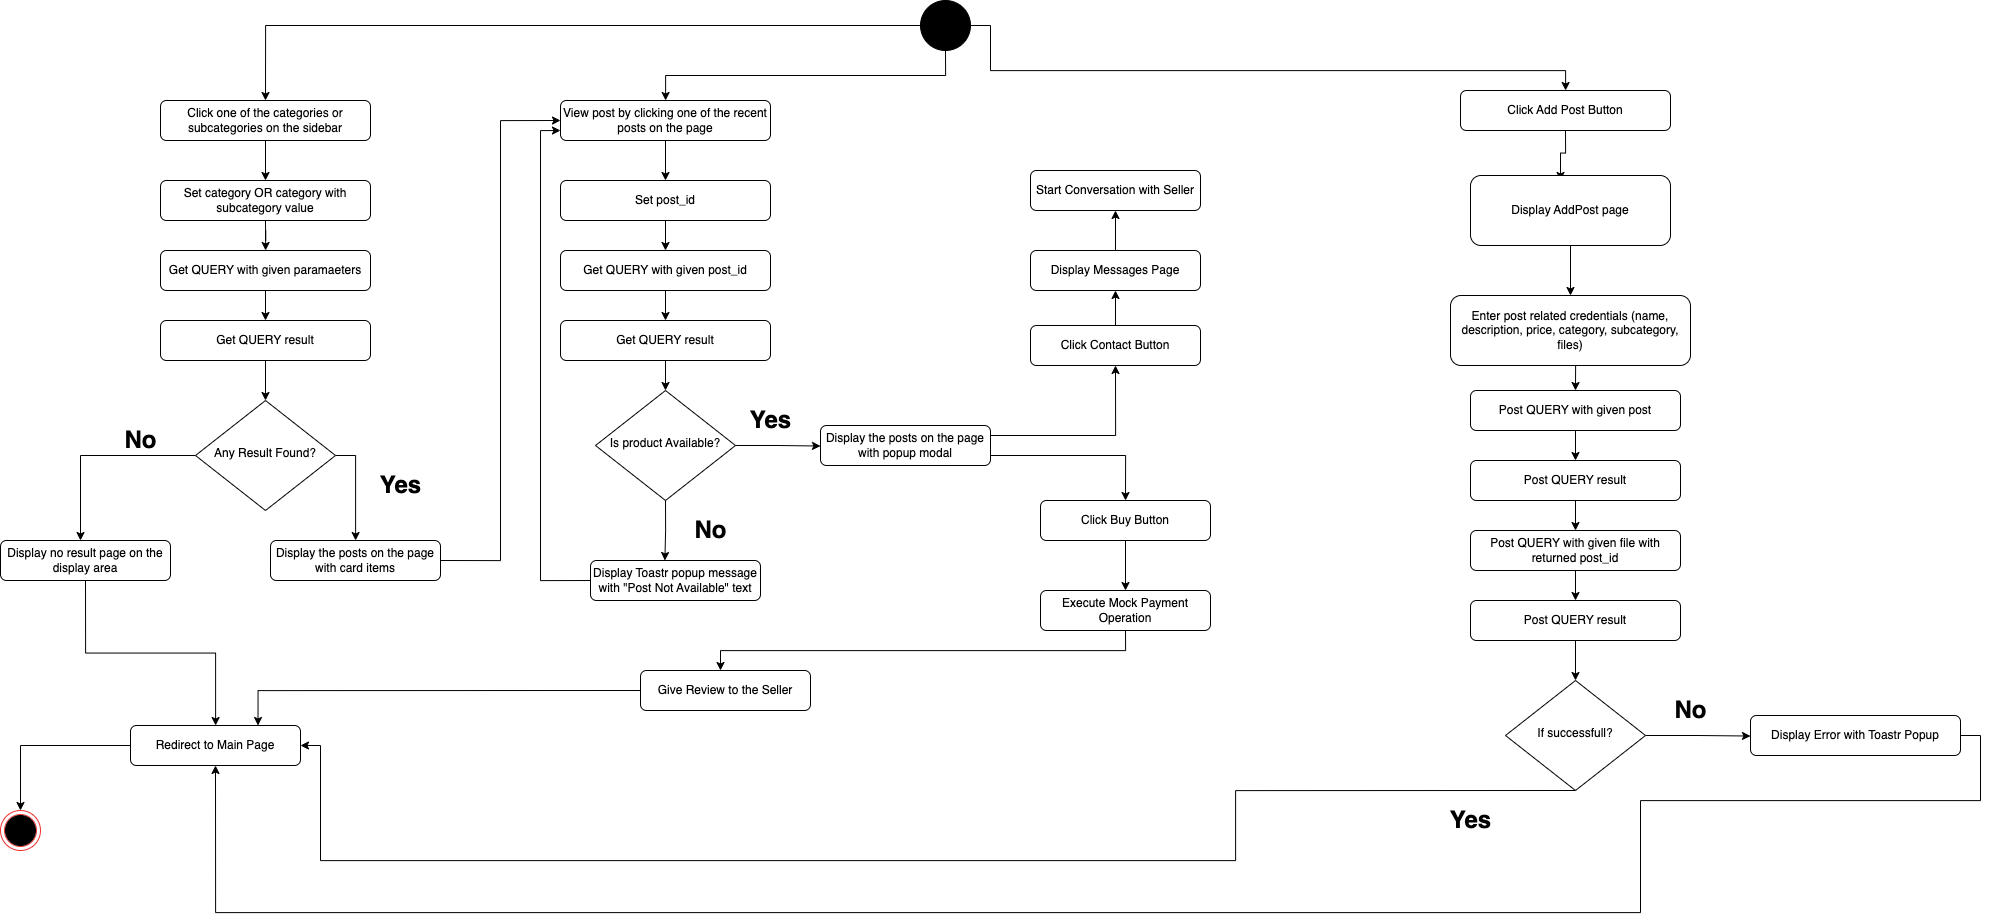 Click one of the categories or
subcategories on the sidebar
Set category OR category with
subcategory value
Get QUERY with given paramaeters
Get QUERY result
Any Result Found?
No
Yes
Display no result page on the
display area
Display the posts on the page
with card items
View post by clicking one of the recent
posts on the page
Set post_id
Get QUERY with given post_id
Get QUERY result
Is product Available?
Yes
No
Display Toastr popup message
with "Post Not Available" text
Display the posts on the page
with popup modal
Start Conversation with Seller
Display Messages Page
Click Contact Button
Click Buy Button
Execute Mock Payment
Operation
Give Review to the Seller
Redirect to Main Page
Click Add Post Button
Display AddPost page
Enter post related credentials (name,
description, price, category, subcategory,
files)
Post QUERY with given post
Post QUERY result
Post QUERY with given file with
returned post_id
Post QUERY result
If successfull?
No
Display Error with Toastr Popup
Yes